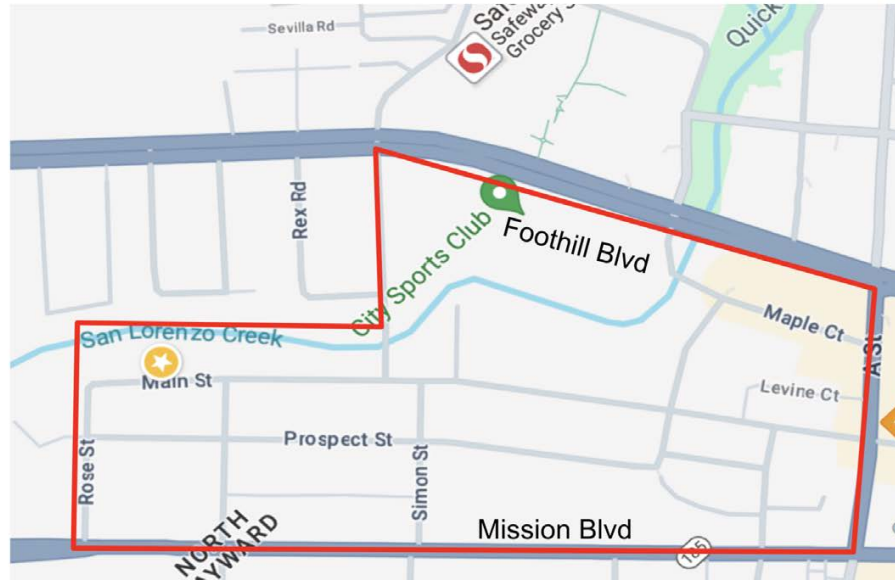 Sevilla Rd
Safeway
Grocery S
Quick
Rex Rd
City Sports Club
Foothill Blvd
San Lorenzo Creek
Maple Ct
A St
Main St
Levine Ct
Prospect St
Rose St
Simon St
Mission Blvd
NORTH
AYWARD
185